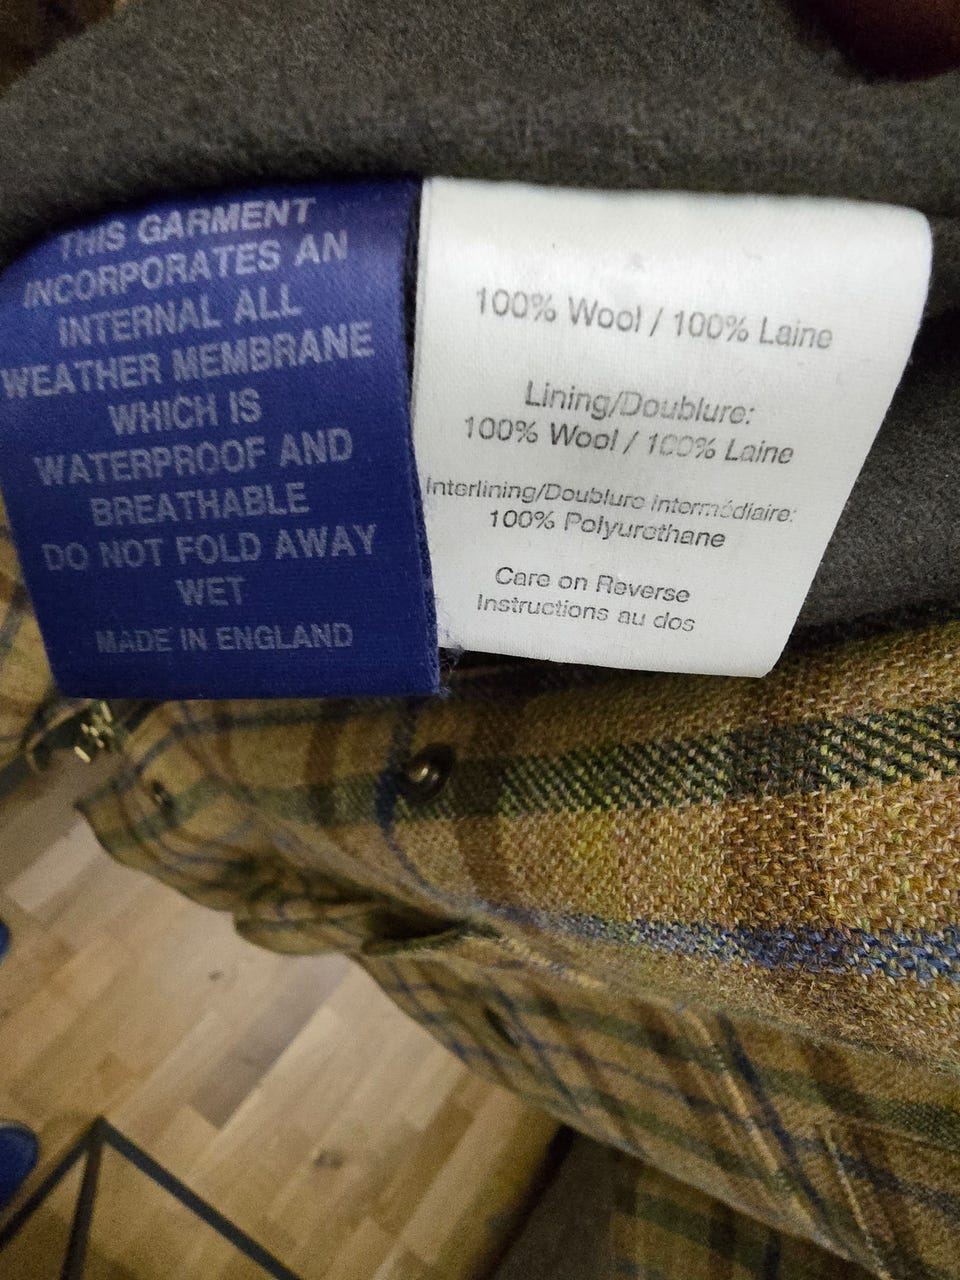 THIS GARMENT
INCORPORATES AN
INTERNAL ALL
WEATHER MEMBRANE
WHICH IS
WATERPROOF AND
BREATHABLE
DO NOT FOLD AWAY
WET
MADE IN ENGLAND
100% Wool / 100% Laine
Lining/Doublure:
100% Wool / 100% Laine
Interlining/Doublure Intermédiaire:
100% Polyurethane
Care on Reverse
Instructions au dos